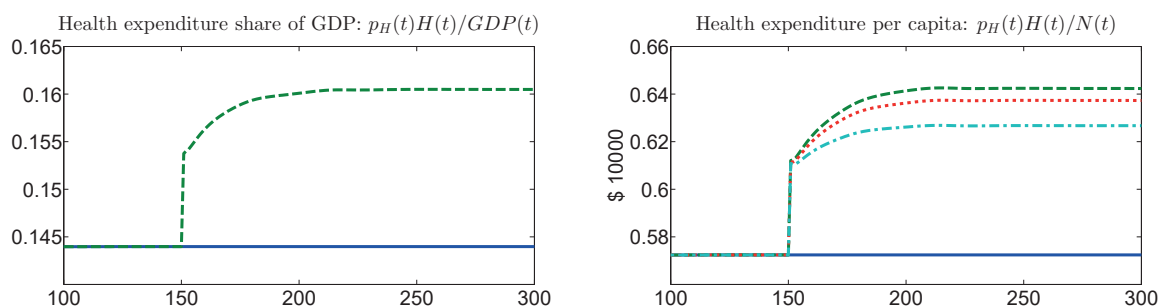 Health expenditure share of GDP: p_H(t)H(t)/GDP(t)
0.165
0.16
0.155
0.15
0.145
100 150 200 250 300
Health expenditure per capita: p_H(t)H(t)/N(t)
0.66
0.64
0.62
0.6
0.58
$ 10000
100 150 200 250 300